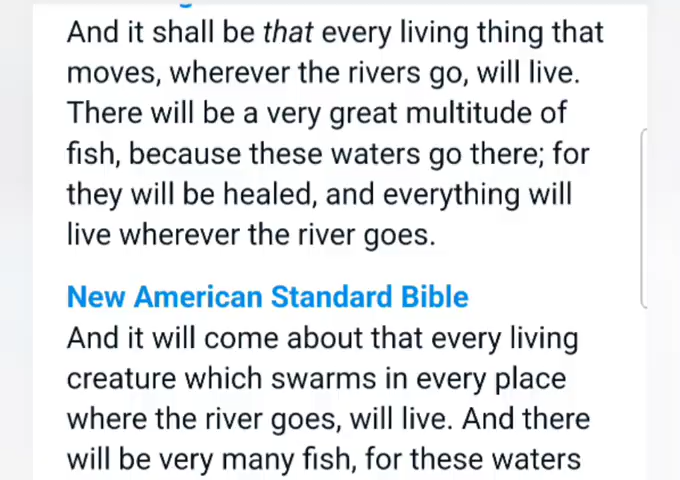 And it shall be that every living thing that
moves, wherever the rivers go, will live.
There will be a very great multitude of
fish, because these waters go there; for
they will be healed, and everything will
live wherever the river goes.
New American Standard Bible
And it will come about that every living
creature which swarms in every place
where the river goes, will live. And there
will be very many fish, for these waters